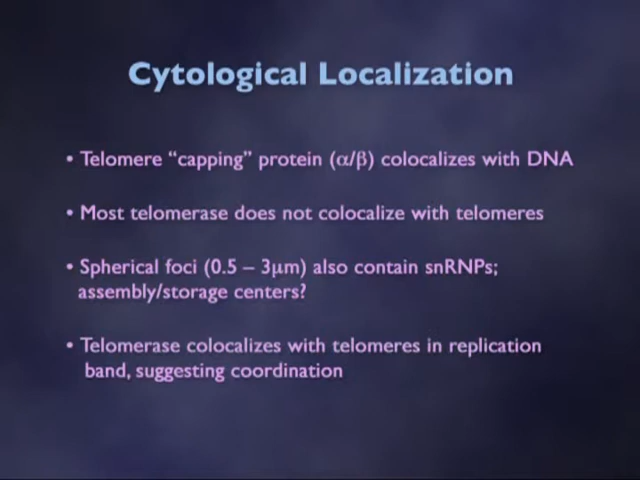 Cytological Localization
• Telomere “capping” protein (α/β) colocalizes with DNA
• Most telomerase does not colocalize with telomeres
• Spherical foci (0.5 – 3μm) also contain snRNPs;
assembly/storage centers?
• Telomerase colocalizes with telomeres in replication
band, suggesting coordination